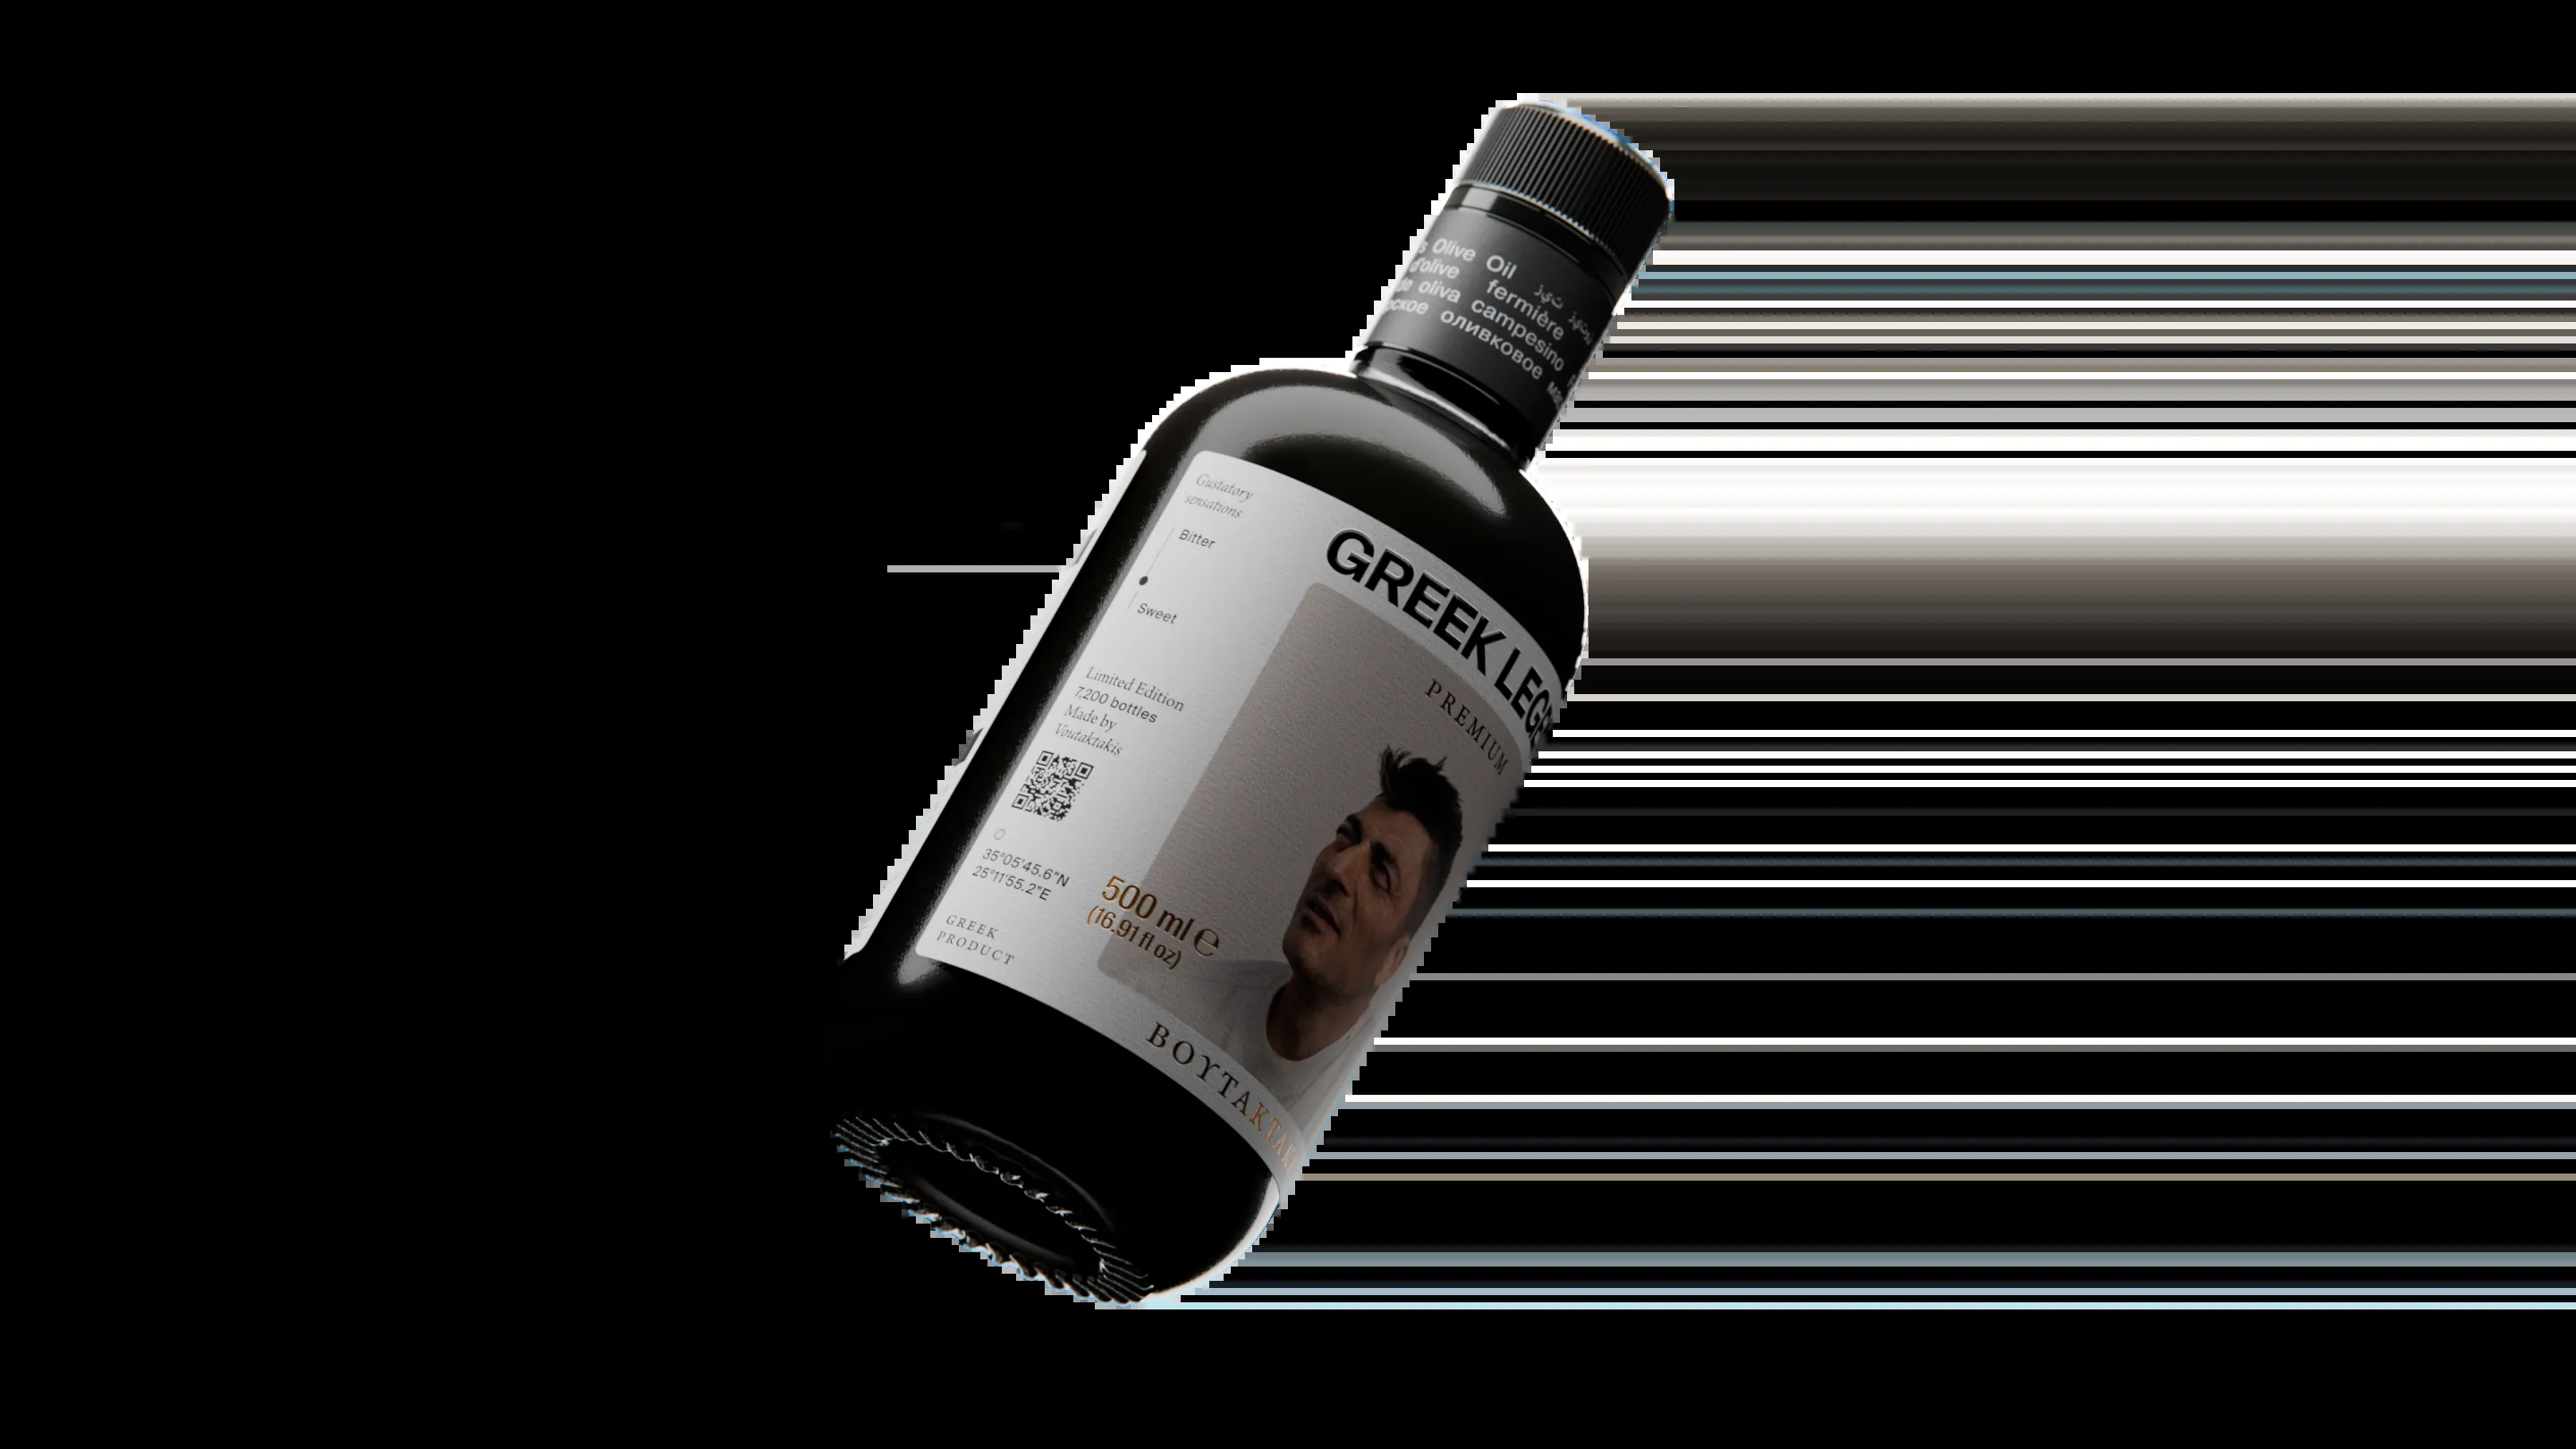 Olive Oil زيت
d'olive fermière
de oliva campesino
оливковое
Gustatory
sensations
Bitter
Sweet
GREEK
PREMIUM
Limited Edition
7,200 bottles
Made by
Voutaktakis
35°05'45.6"N
25°11'55.2"E
500 ml ℮
(16.91 fl oz)
GREEK
PRODUCT